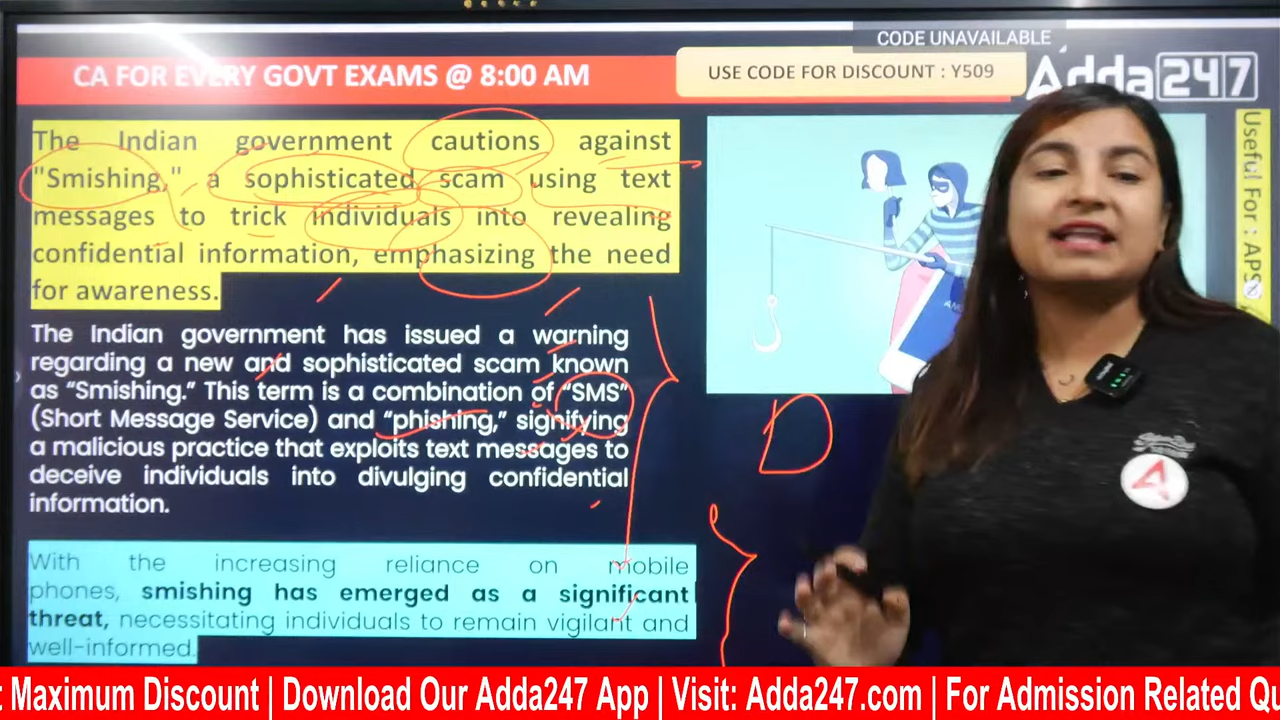 CODE UNAVAILABLE
CA FOR EVERY GOVT EXAMS @ 8:00 AM
USE CODE FOR DISCOUNT : Y509
Adda247
The Indian government cautions against
"Smishing," a sophisticated scam using text
messages to trick individuals into revealing
confidential information, emphasizing the need
for awareness.
Useful For : APS
The Indian government has issued a warning
regarding a new and sophisticated scam known
as “Smishing.” This term is a combination of “SMS”
(Short Message Service) and “phishing,” signifying
a malicious practice that exploits text messages to
deceive individuals into divulging confidential
information.
D
With the increasing reliance on mobile
phones, smishing has emerged as a significant
threat, necessitating individuals to remain vigilant and
well-informed.
: Maximum Discount | Download Our Adda247 App | Visit: Adda247.com | For Admission Related Qu